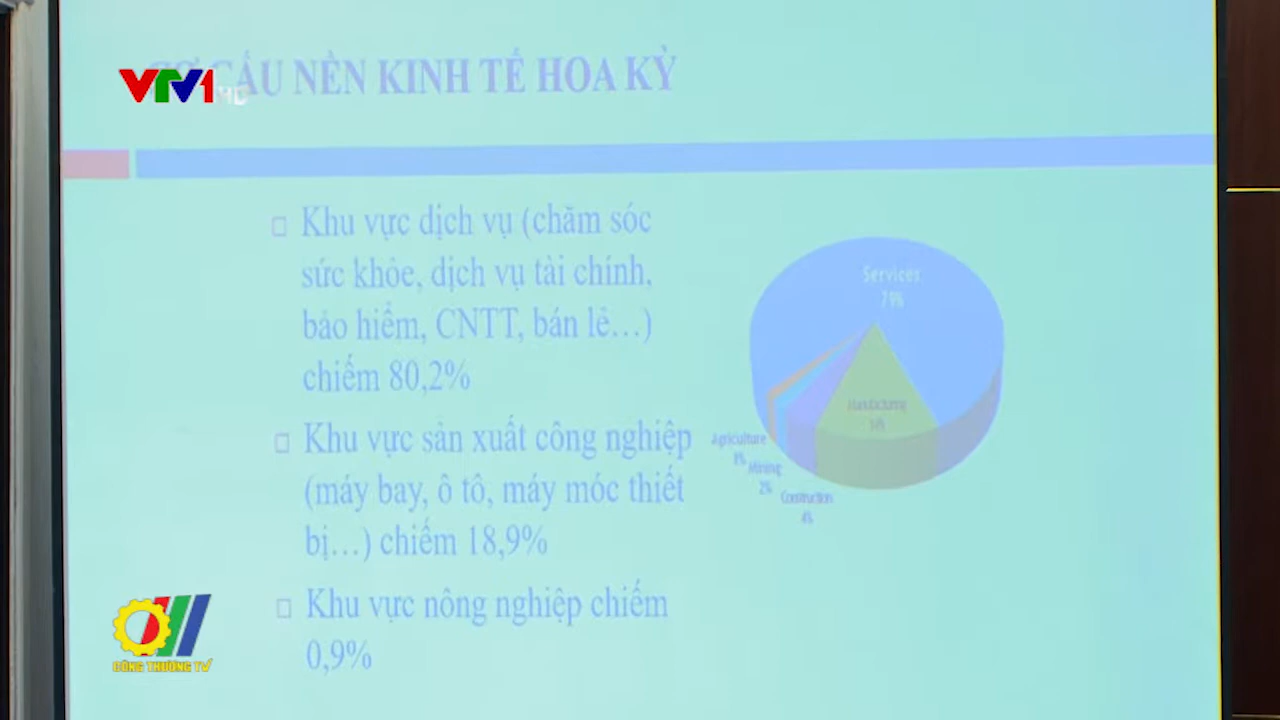 CƠ CẤU NỀN KINH TẾ HOA KỲ
VTV1
HD
Khu vực dịch vụ (chăm sóc
sức khỏe, dịch vụ tài chính,
bảo hiểm, CNTT, bán lẻ…)
chiếm 80,2%
Khu vực sản xuất công nghiệp
(máy bay, ô tô, máy móc thiết
bị…) chiếm 18,9%
Khu vực nông nghiệp chiếm
0,9%
Services
79%
Manufacturing
Agriculture
Mining
2%
Construction
4%
CÔNG THƯƠNG TV